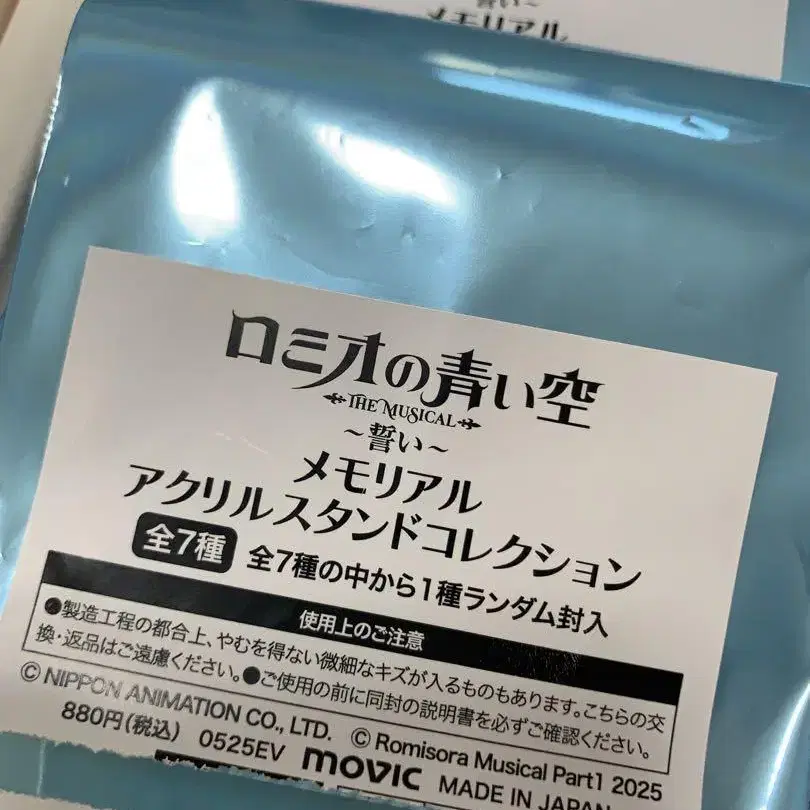 メモリアル
ロミオの青い空
THE MUSICAL
~誓い~
メモリアル
アクリルスタンドコレクション
全7種 全7種の中から1種ランダム封入
使用上のご注意
●製造工程の都合上、やむを得ない微細なキズが入るものもあります。こちらの交
換・返品はご遠慮ください。●ご使用の前に同封の説明書を必ずご確認ください。
© NIPPON ANIMATION CO., LTD. © Romisora Musical Part1 2025
880円(税込) 0525EV movic MADE IN JAPAN